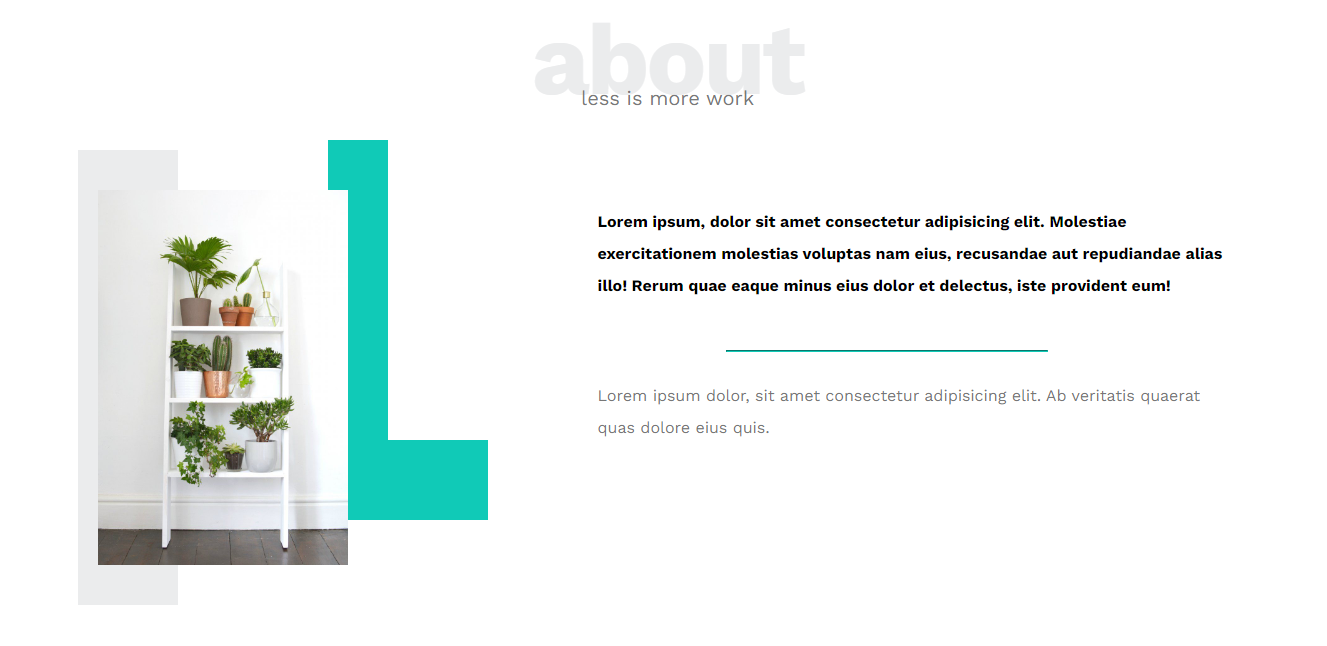 about
less is more work
Lorem ipsum, dolor sit amet consectetur adipisicing elit. Molestiae
exercitationem molestias voluptas nam eius, recusandae aut repudiandae alias
illo! Rerum quae eaque minus eius dolor et delectus, iste provident eum!
Lorem ipsum dolor, sit amet consectetur adipisicing elit. Ab veritatis quaerat
quas dolore eius quis.